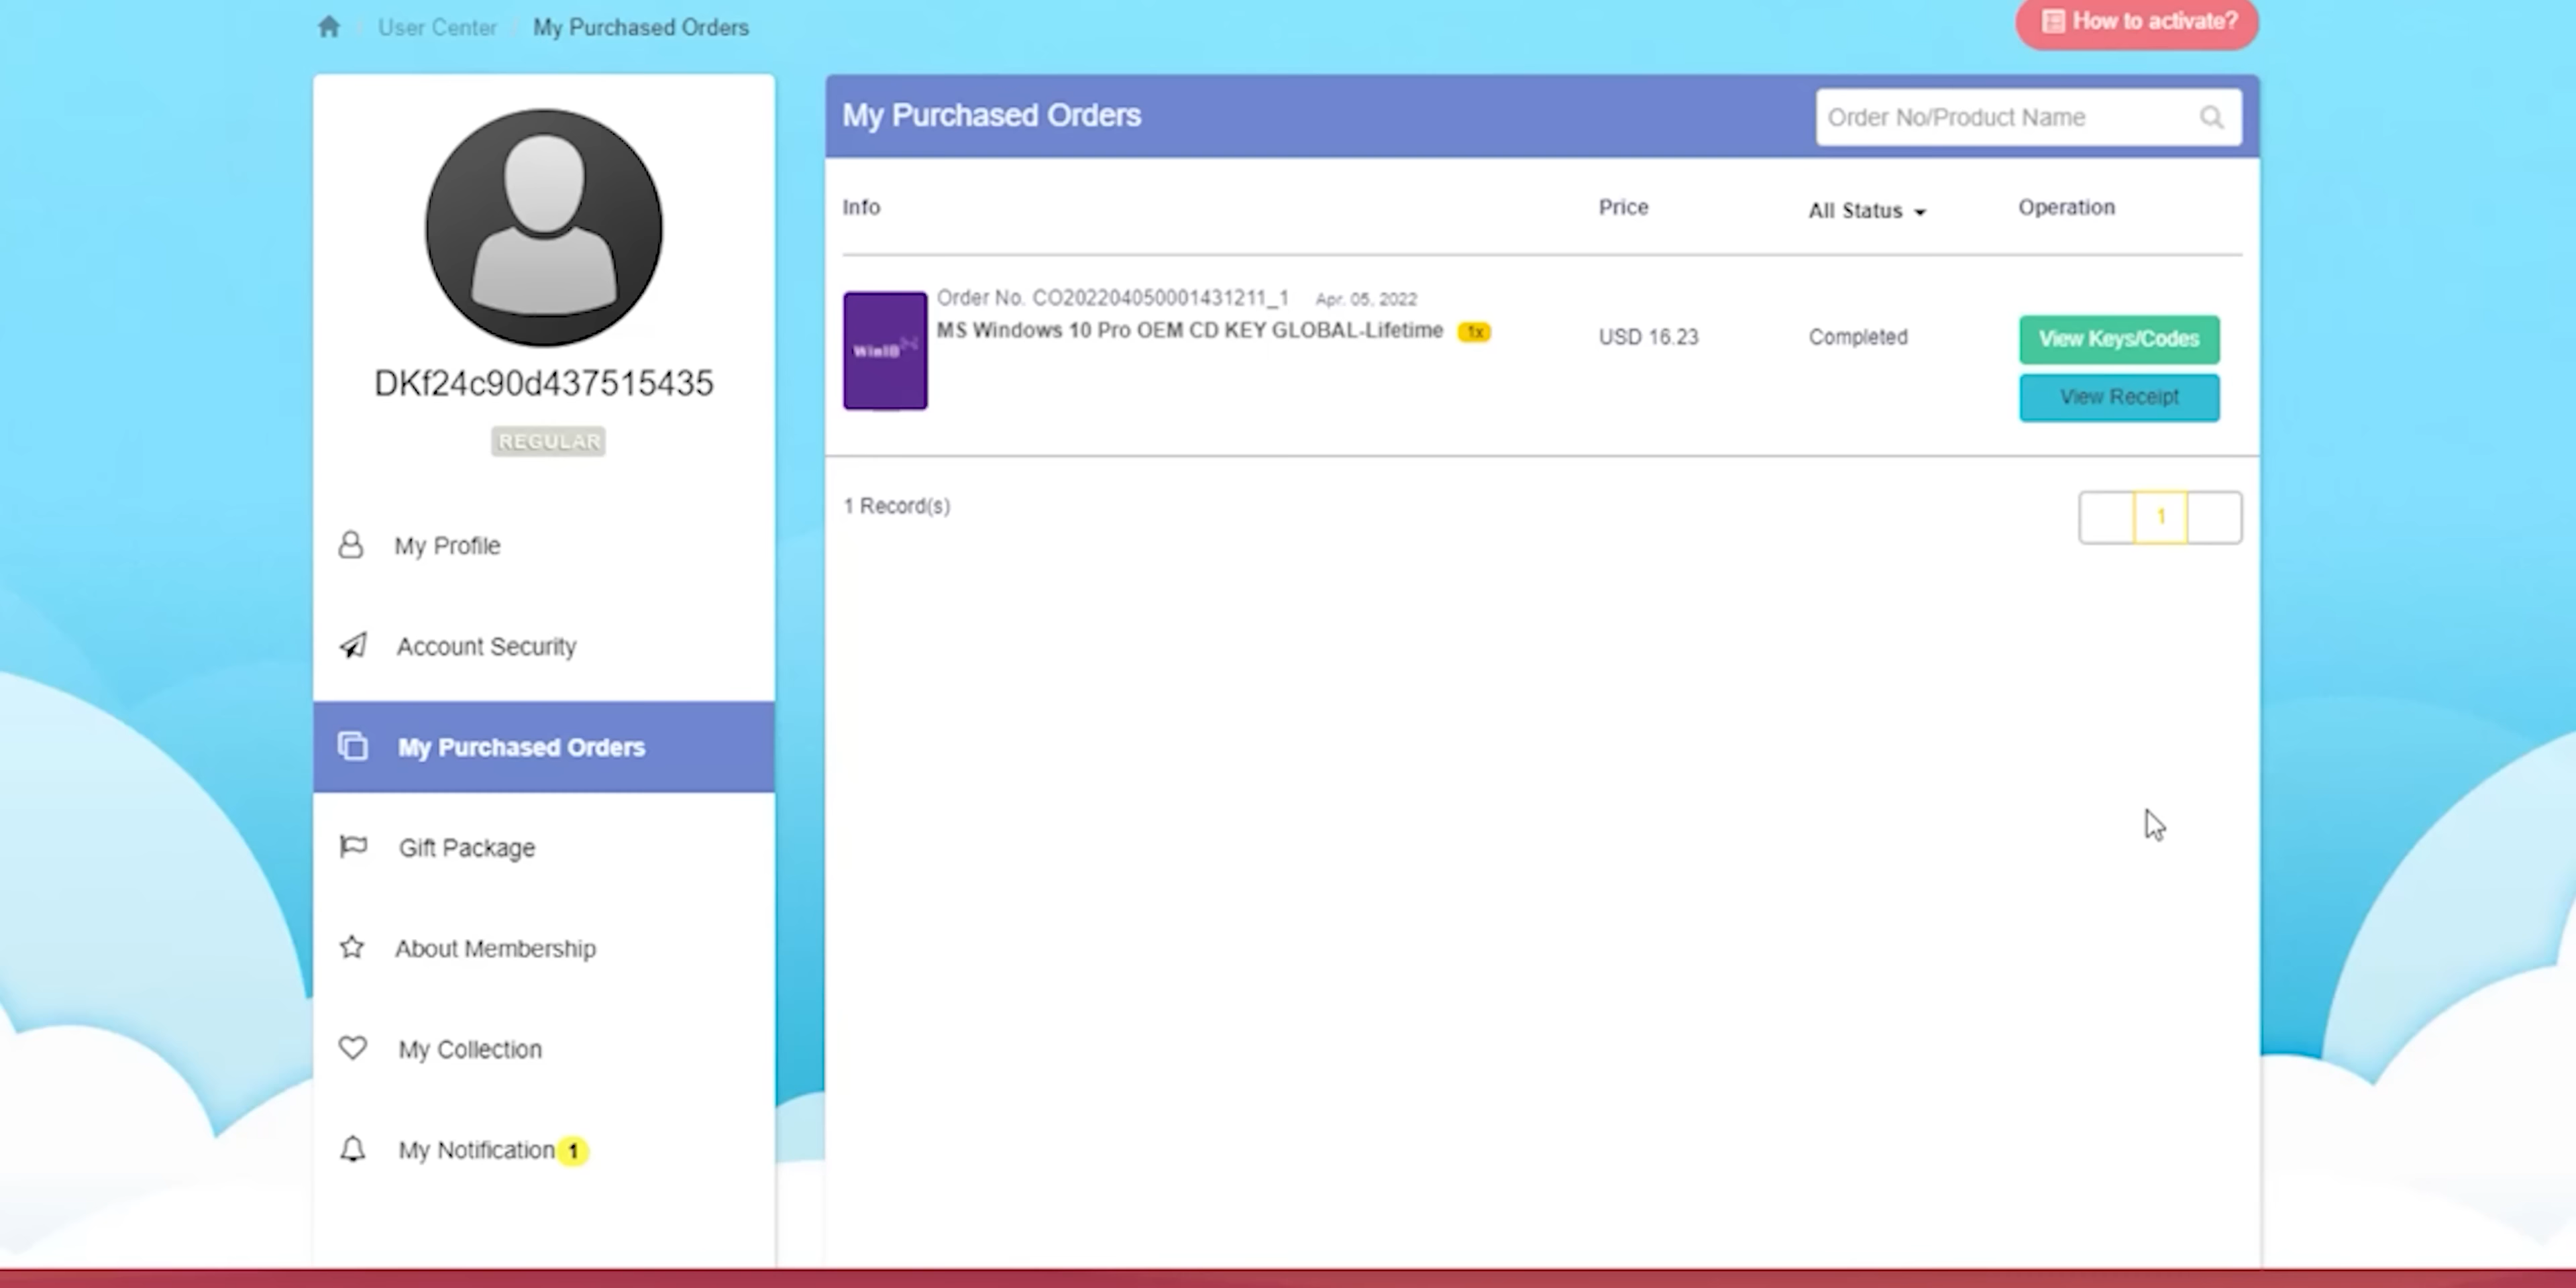 User Center / My Purchased Orders
How to activate?
DKf24c90d437515435
REGULAR
My Profile
Account Security
My Purchased Orders
Gift Package
About Membership
My Collection
My Notification 1
My Purchased Orders
Order No/Product Name
Info Price All Status Operation
Order No. CO202204050001431211_1 Apr. 05, 2022
MS Windows 10 Pro OEM CD KEY GLOBAL-Lifetime 1x
Win10
USD 16.23
Completed
View Keys/Codes
View Receipt
1 Record(s)
1